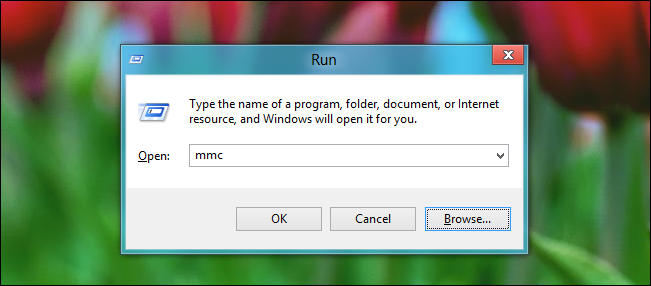 Run
Type the name of a program, folder, document, or Internet
resource, and Windows will open it for you.
Open: mmc
OK Cancel Browse...